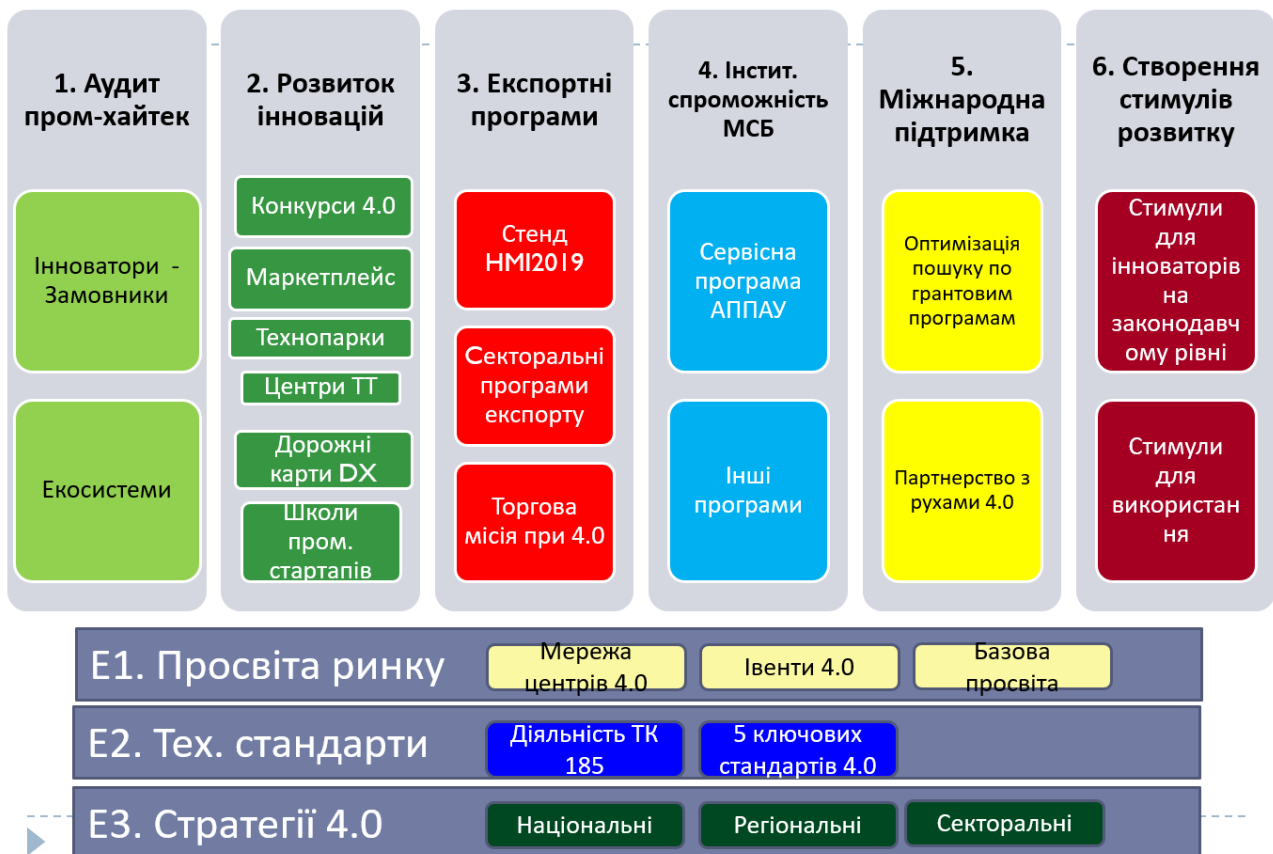 1. Аудит
пром-хайтек
Інноватори -
Замовники
Екосистеми
2. Розвиток
інновацій
Конкурси 4.0
Маркетплейс
Технопарки
Центри ТТ
Дорожні
карти DX
Школи
пром.
стартапів
3. Експортні
програми
Стенд
HMI2019
Секторальні
програми
експорту
Торгова
місія при 4.0
4. Інстит.
спроможність
МСБ
Сервісна
програма
АППАУ
Інші
програми
5.
Міжнародна
підтримка
Оптимізація
пошуку по
грантовим
програмам
Партнерство з
рухами 4.0
6. Створення
стимулів
розвитку
Стимули
для
інноваторів
на
законодавч
ому рівні
Стимули
для
використан
ня
Е1. Просвіта ринку
Мережа
центрів 4.0
Івенти 4.0
Базова
просвіта
Е2. Тех. стандарти
Діяльність ТК
185
5 ключових
стандартів 4.0
Е3. Стратегії 4.0
Національні
Регіональні
Секторальні